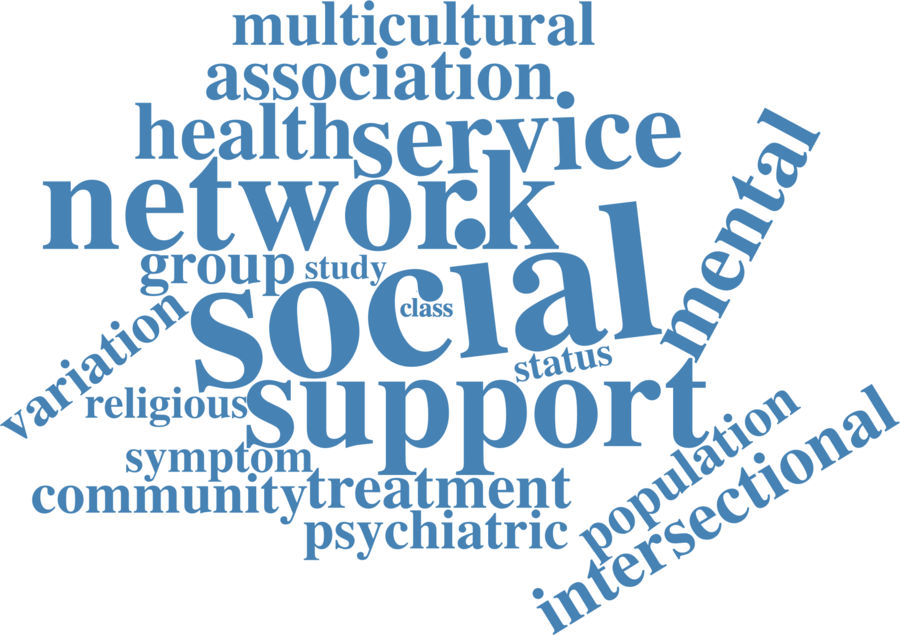 multicultural
association
health service
network
mental
group study
social
class
variation
status
religious support
symptom
population
community treatment
intersectional
psychiatric